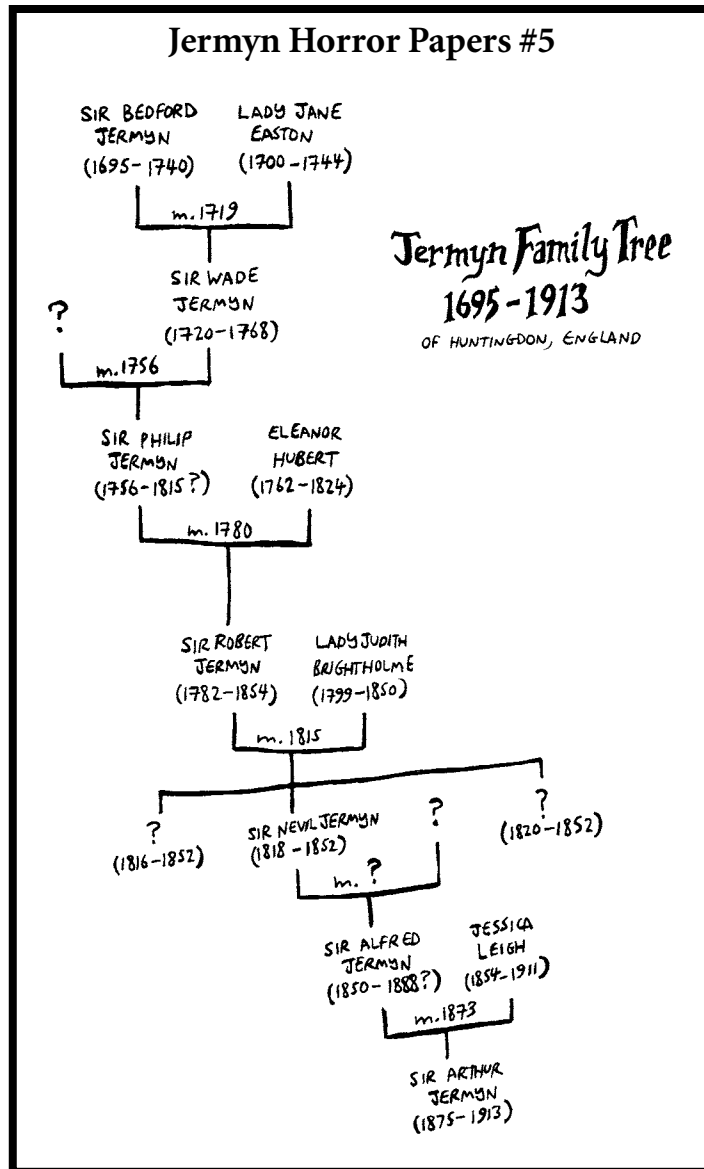 Jermyn Horror Papers #5
SIR BEDFORD
JERMYN
(1695-1740)
LADY JANE
EASTON
(1700-1744)
m. 1719
Jermyn Family Tree
1695-1913
OF HUNTINGDON, ENGLAND
SIR WADE
JERMYN
(1720-1768)
?
m. 1756
SIR PHILIP
JERMYN
(1756-1815?)
ELEANOR
HUBERT
(1762-1824)
m. 1780
SIR ROBERT
JERMYN
(1782-1854)
LADY JUDITH
BRIGHTHOLME
(1799-1850)
m. 1815
?
(1816-1852)
SIR NEVIL JERMYN
(1818-1852)
?
?
(1820-1852)
m. ?
SIR ALFRED
JERMYN
(1850-1888?)
JESSICA
LEIGH
(1854-1911)
m. 1873
SIR ARTHUR
JERMYN
(1875-1913)